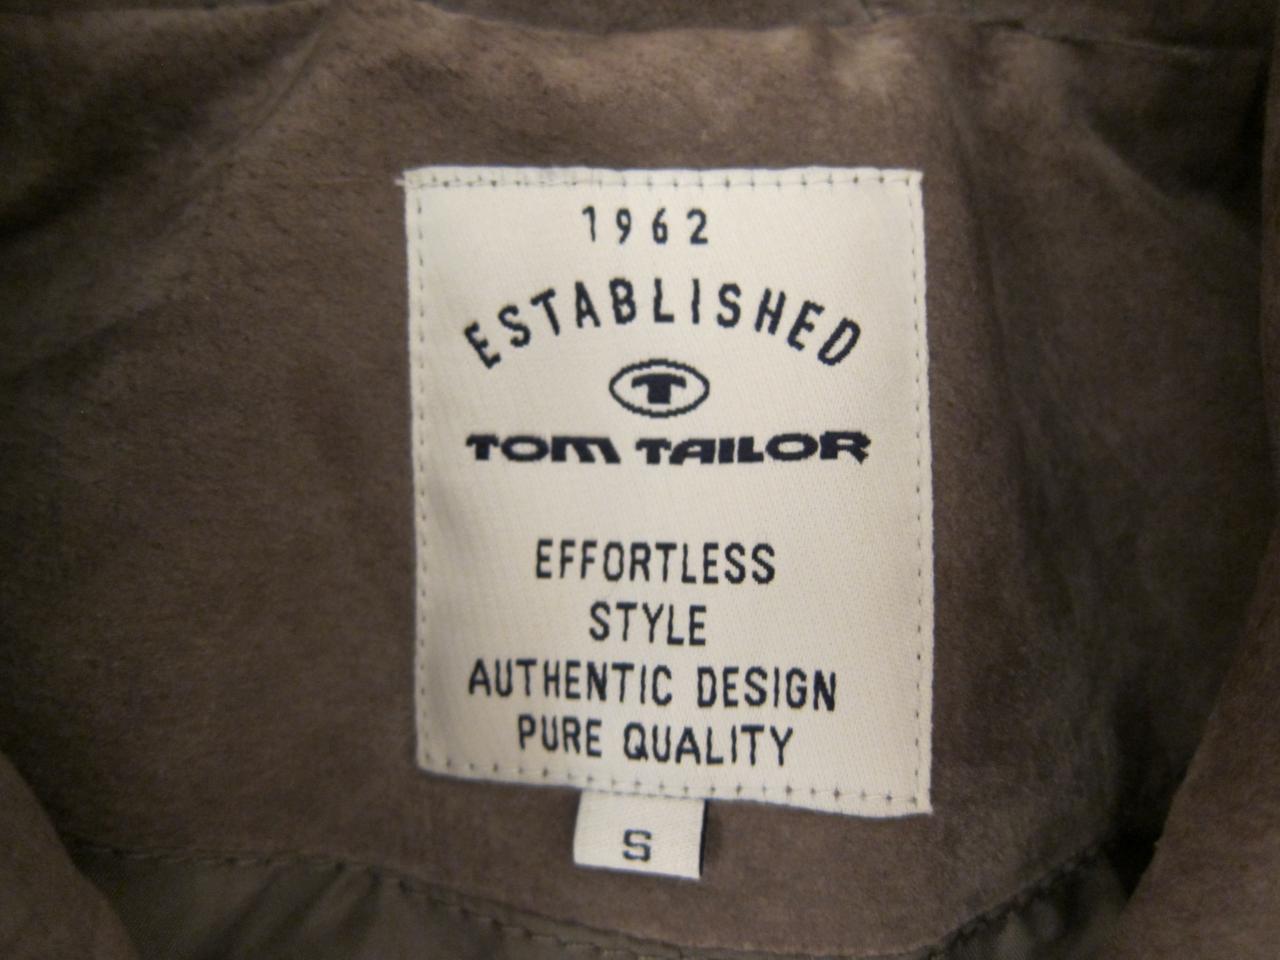 1962
ESTABLISHED
T
TOM TAILOR
EFFORTLESS
STYLE
AUTHENTIC DESIGN
PURE QUALITY
S